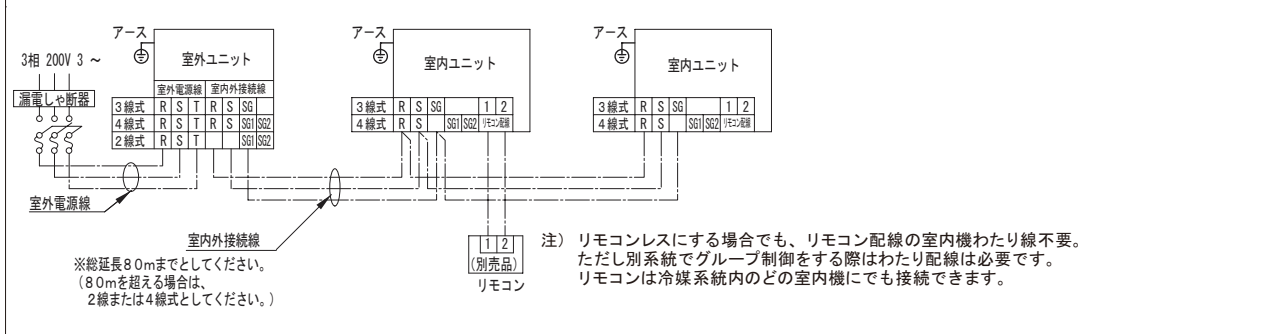 アース
3相 200V 3 ~
漏電しゃ断器
室外ユニット
室外電源線 室内外接続線
3線式 R S T R S SG
4線式 R S T R S SG1 SG2
2線式 R S T SG1 SG2
室外電源線
室内外接続線
※総延長80mまでとしてください。
(80mを超える場合は、
2線または4線式としてください。)
アース
室内ユニット
3線式 R S SG 1 2
4線式 R S SG1 SG2 リモコン配線
アース
室内ユニット
3線式 R S SG 1 2
4線式 R S SG1 SG2 リモコン配線
1 2
(別売品)
リモコン
注) リモコンレスにする場合でも、リモコン配線の室内機わたり線不要。
ただし別系統でグループ制御をする際はわたり配線は必要です。
リモコンは冷媒系統内のどの室内機にでも接続できます。